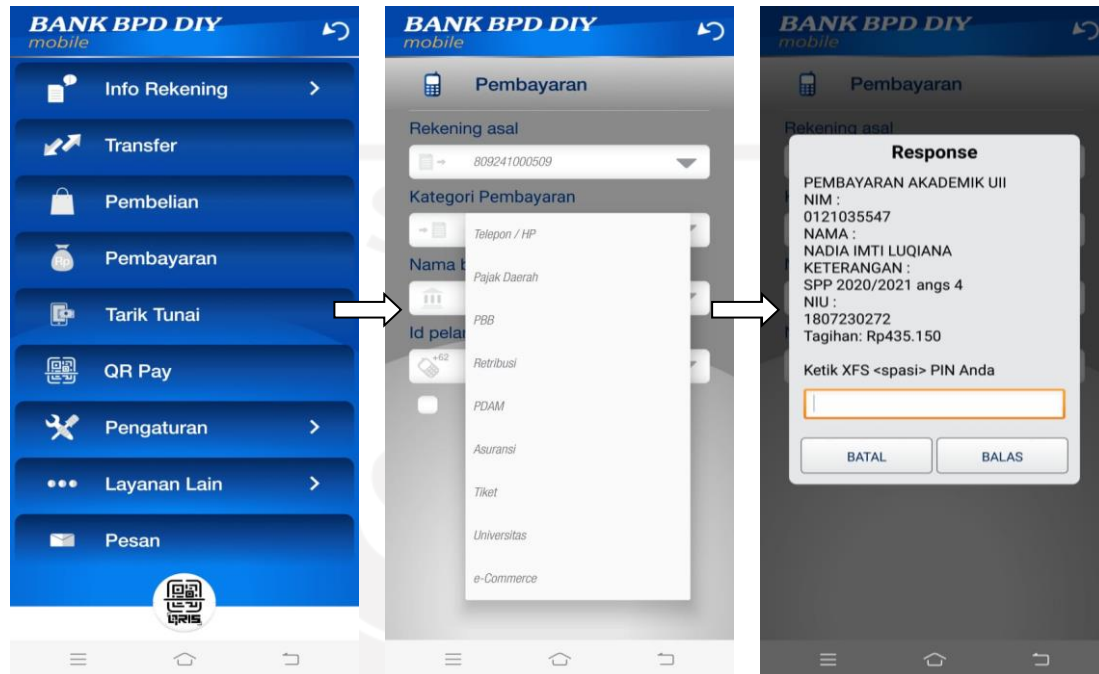 BANK BPD DIY
mobile
Info Rekening
Transfer
Pembelian
Rp
Pembayaran
Tarik Tunai
QR Pay
Pengaturan
Layanan Lain
Pesan
QRIS
BANK BPD DIY
mobile
Pembayaran
Rekening asal
809241000509
Kategori Pembayaran
Telepon / HP
Nama b
Pajak Daerah
PBB
Id pela
+62
Retribusi
PDAM
Asuransi
Tiket
Universitas
e-Commerce
BANK BPD DIY
mobile
Pembayaran
Rekening asal
Response
PEMBAYARAN AKADEMIK UII
NIM :
0121035547
NAMA :
NADIA IMTI LUQIANA
KETERANGAN :
SPP 2020/2021 angs 4
NIU :
1807230272
Tagihan: Rp435.150
Ketik XFS <spasi> PIN Anda
BATAL
BALAS